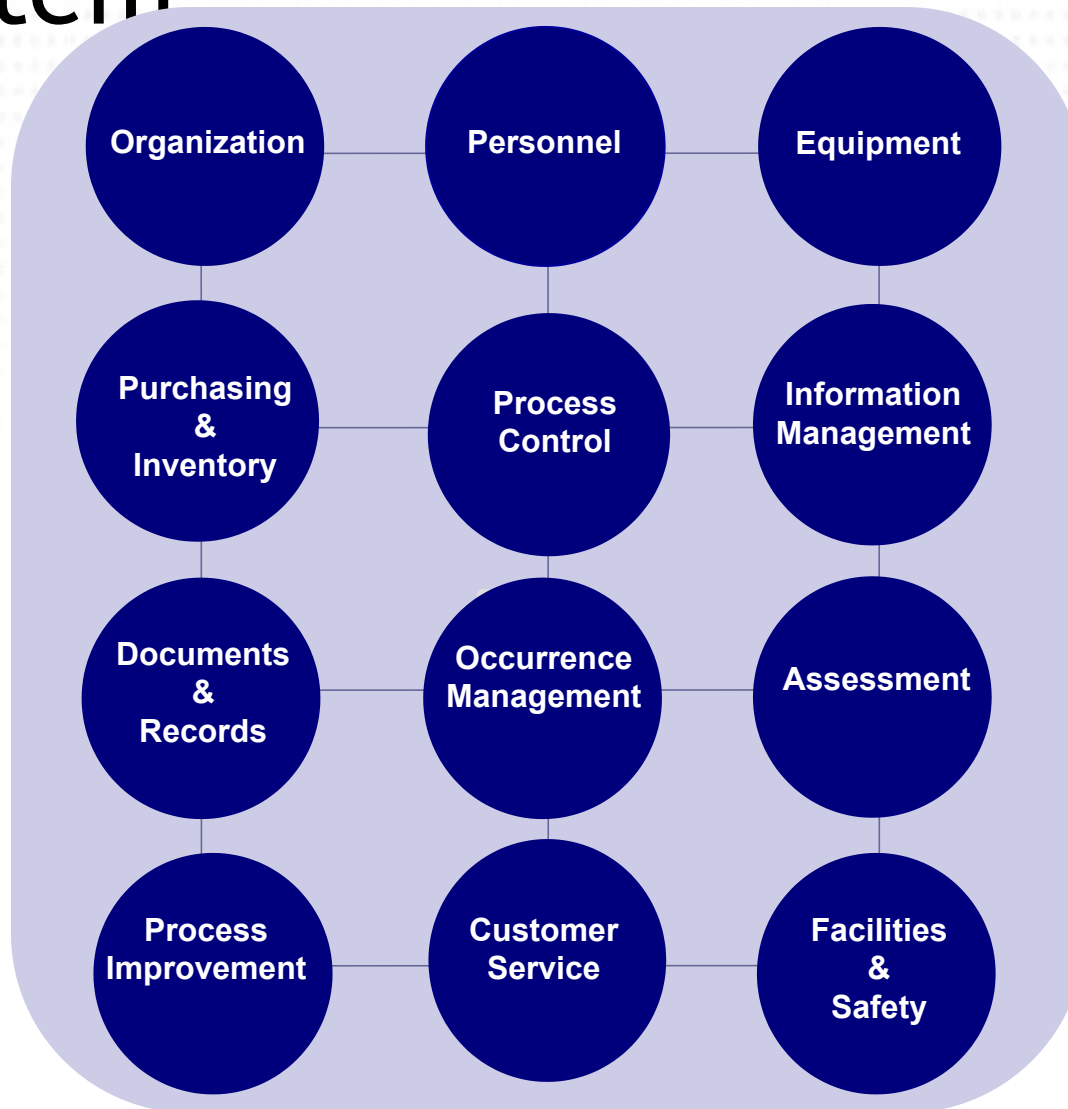 Organization
Personnel
Equipment
Purchasing
&
Inventory
Process
Control
Information
Management
Documents
&
Records
Occurrence
Management
Assessment
Process
Improvement
Customer
Service
Facilities
&
Safety